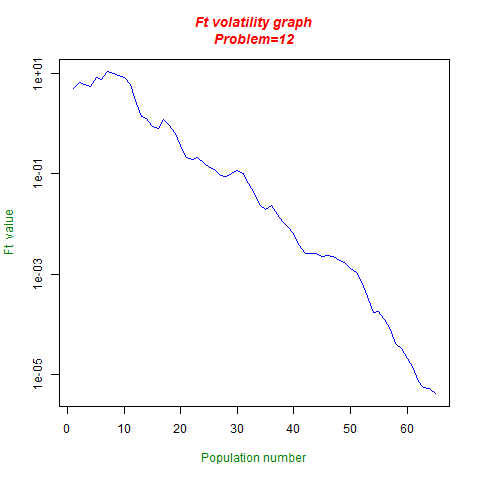 Ft volatility graph
Problem=12
1e+01
1e-01
1e-03
1e-05
Ft value
0 10 20 30 40 50 60
Population number